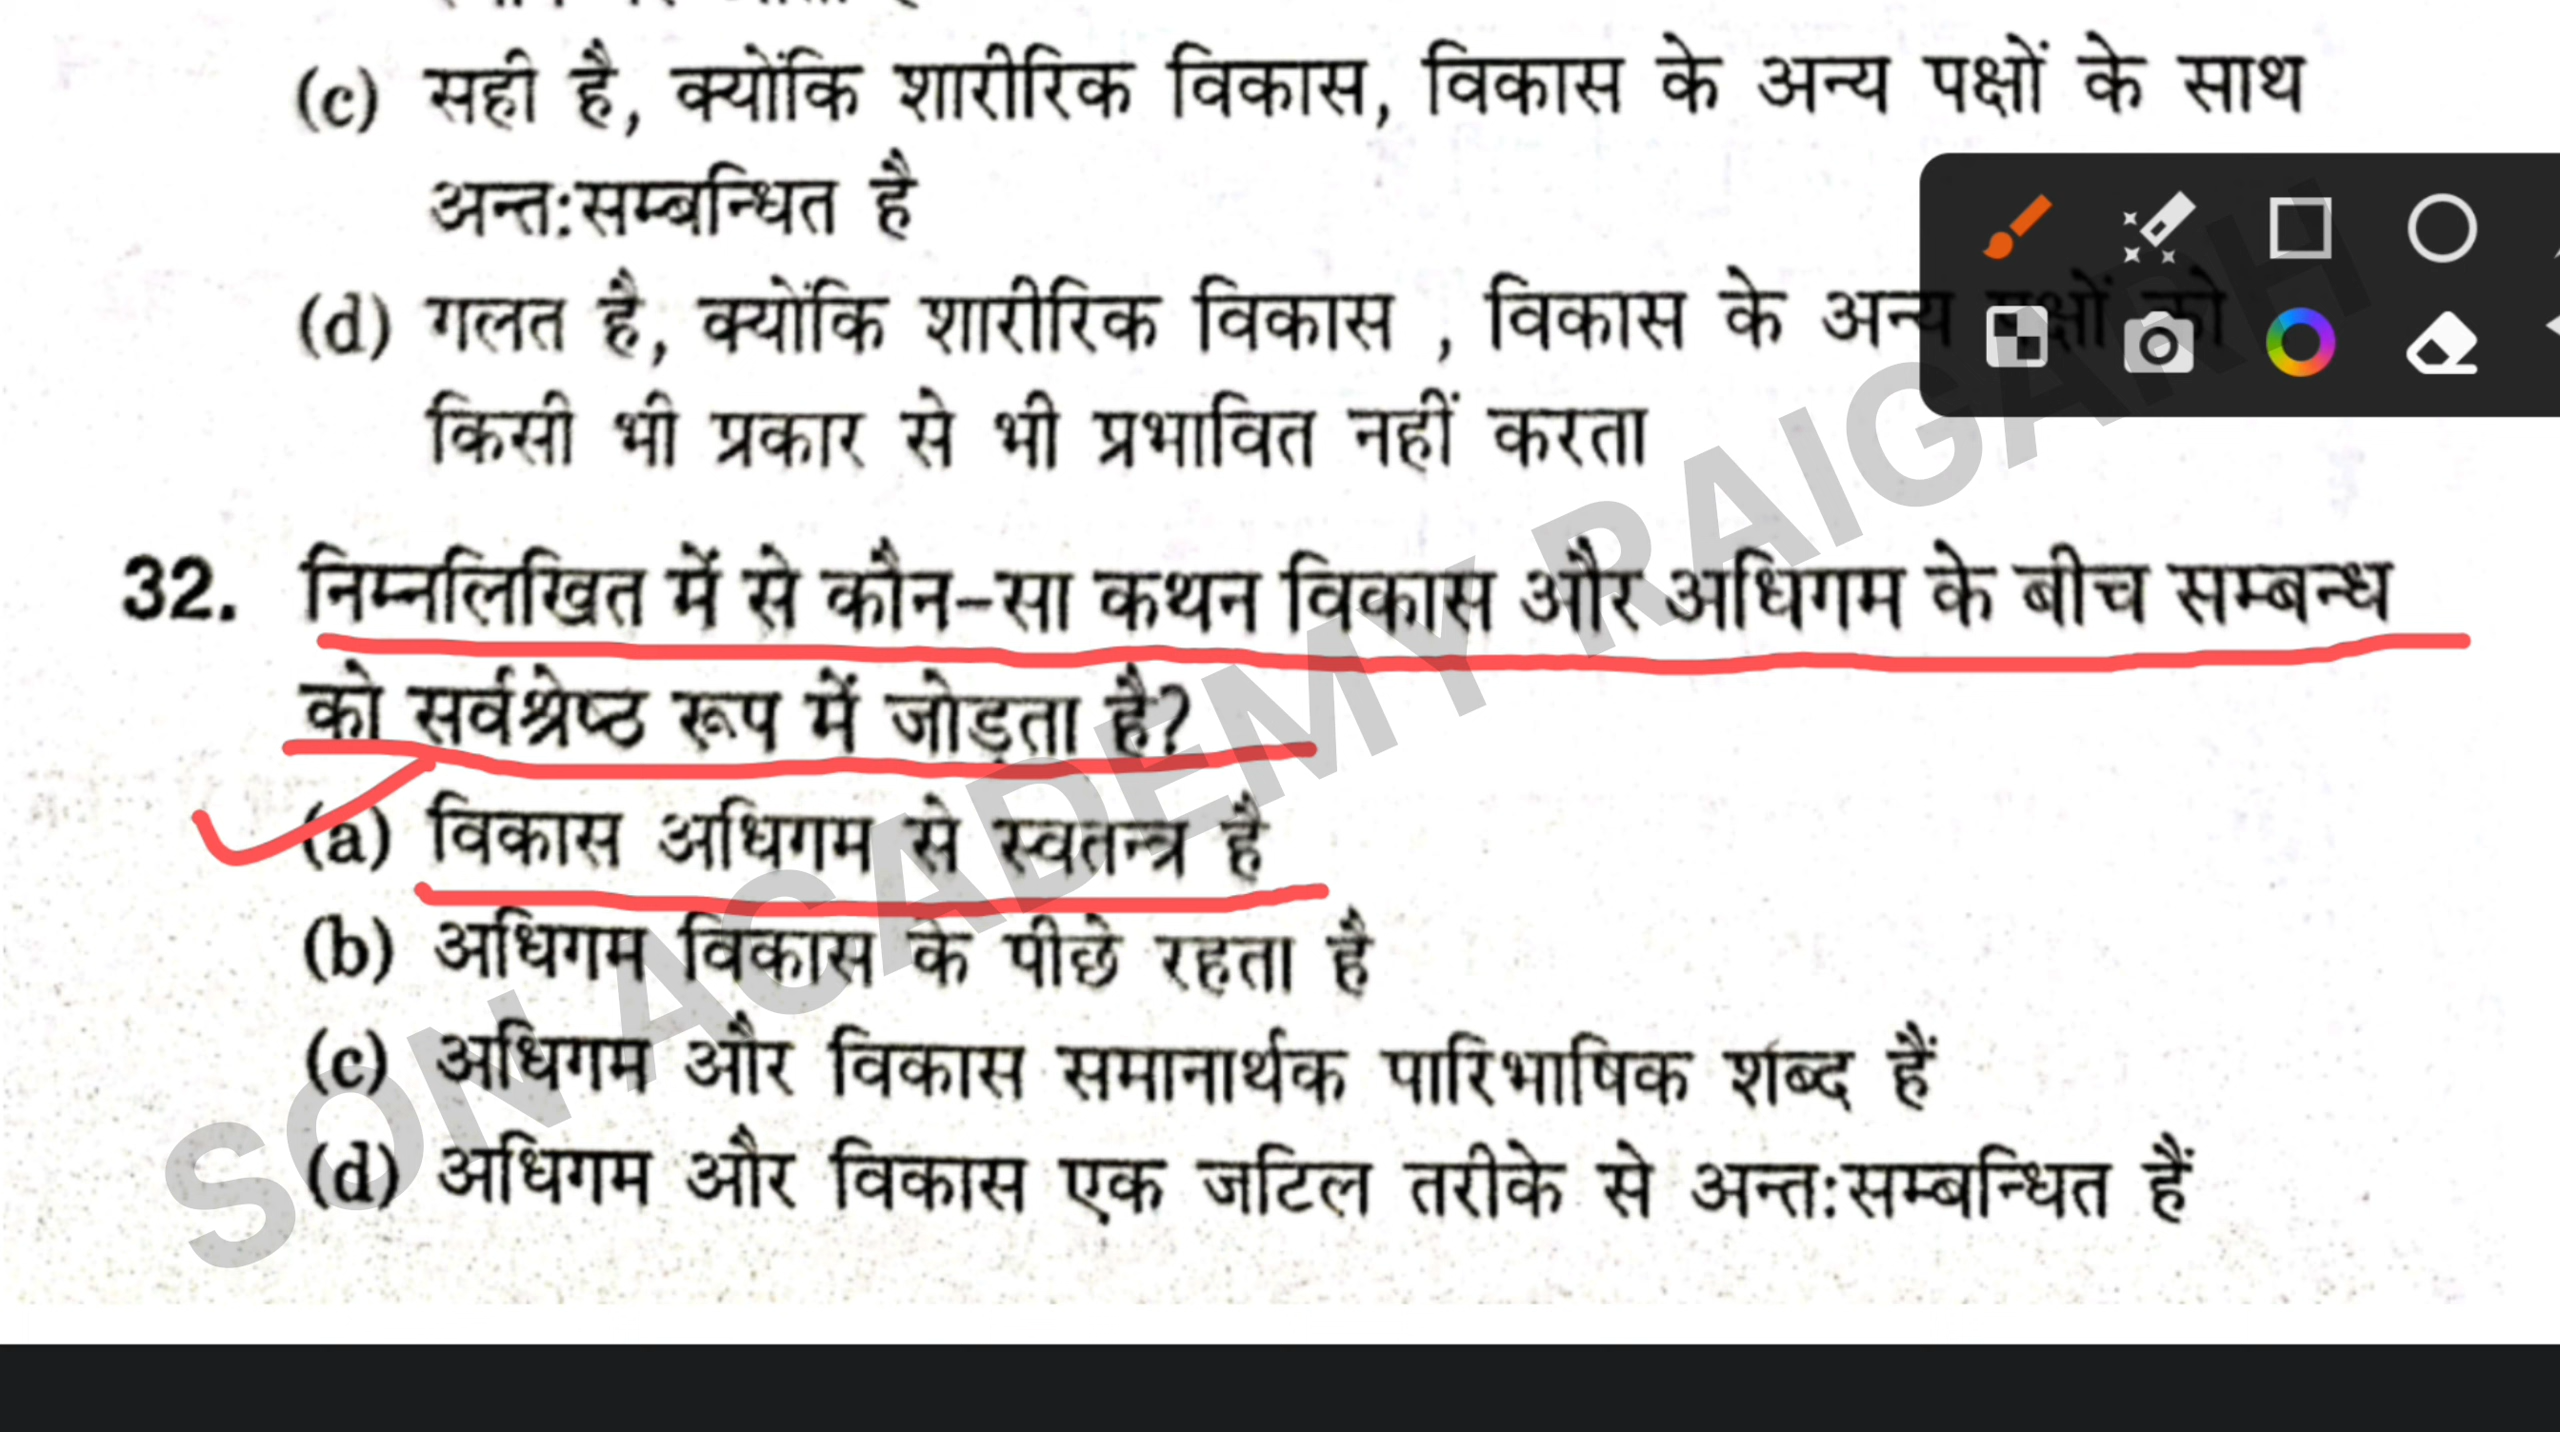 (c) सही है, क्योंकि शारीरिक विकास, विकास के अन्य पक्षों के साथ
अन्त:सम्बन्धित है
(d) गलत है, क्योंकि शारीरिक विकास , विकास के अन्य पक्षों को
किसी भी प्रकार से भी प्रभावित नहीं करता
32. निम्नलिखित में से कौन-सा कथन विकास और अधिगम के बीच सम्बन्ध
को सर्वश्रेष्ठ रूप में जोड़ता है?
(a) विकास अधिगम से स्वतन्त्र है
(b) अधिगम विकास के पीछे रहता है
(c) अधिगम और विकास समानार्थक पारिभाषिक शब्द हैं
(d) अधिगम और विकास एक जटिल तरीके से अन्त:सम्बन्धित हैं
SON ACADEMY RAIGARH